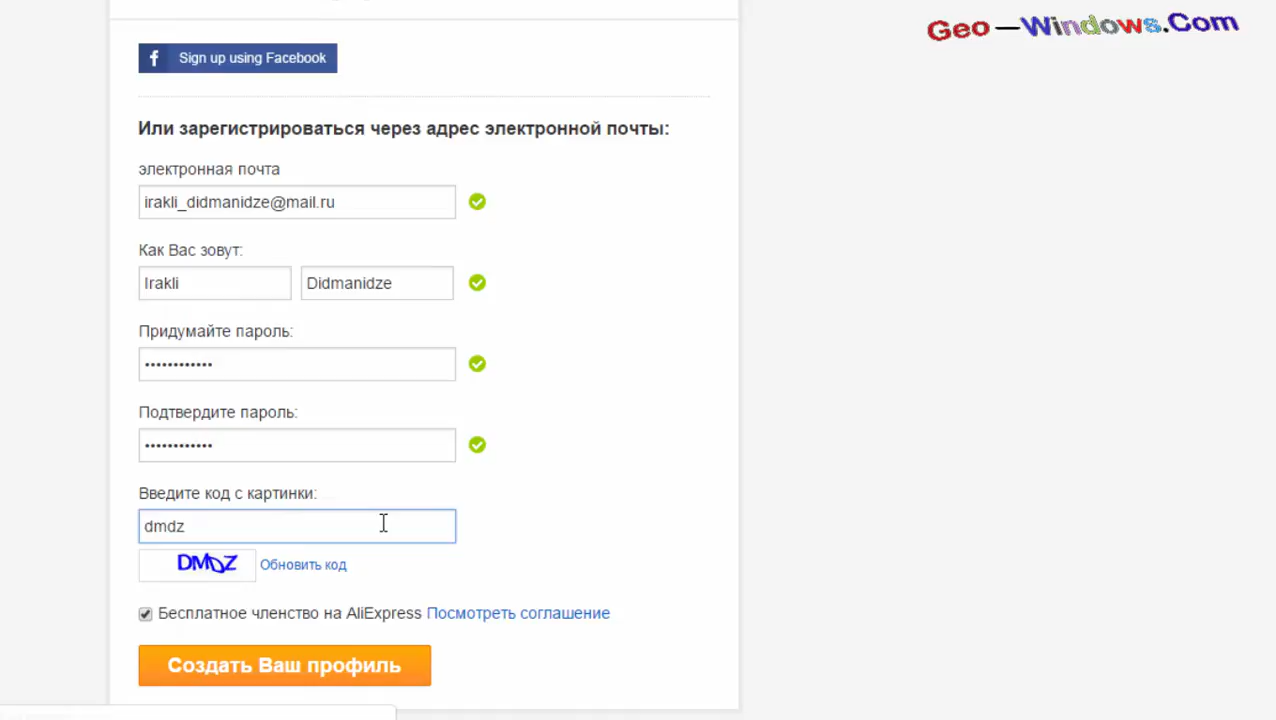 Geo—Windows.Com
f Sign up using Facebook
Или зарегистрироваться через адрес электронной почты:
электронная почта
irakli_didmanidze@mail.ru
Как Вас зовут:
Irakli Didmanidze
Придумайте пароль:
••••••••••••
Подтвердите пароль:
••••••••••••
Введите код с картинки:
dmdz
DMDZ Обновить код
Бесплатное членство на AliExpress Посмотреть соглашение
Создать Ваш профиль